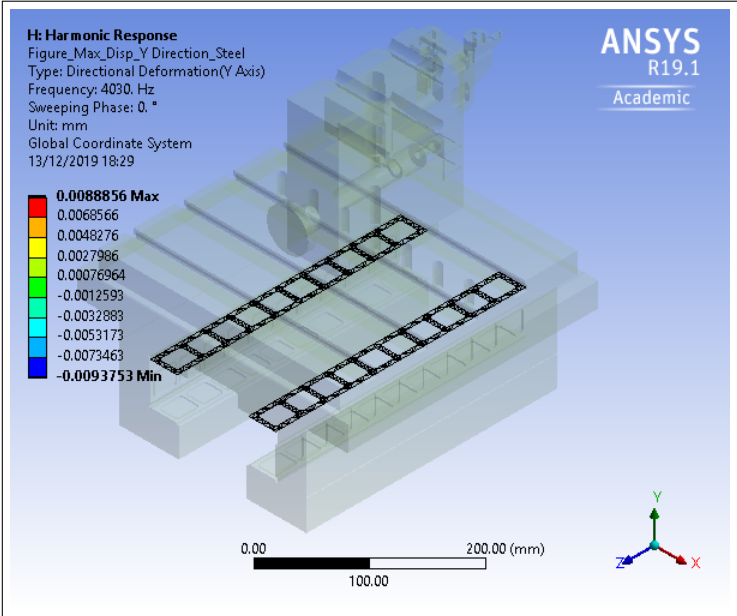 H: Harmonic Response
Figure_Max_Disp_Y Direction_Steel
Type: Directional Deformation(Y Axis)
Frequency: 4030. Hz
Sweeping Phase: 0. °
Unit: mm
Global Coordinate System
13/12/2019 18:29
ANSYS
R19.1
Academic
0.0088856 Max
0.0068566
0.0048276
0.0027986
0.00076964
-0.0012593
-0.0032883
-0.0053173
-0.0073463
-0.0093753 Min
0.00
200.00 (mm)
100.00
Y
Z
X